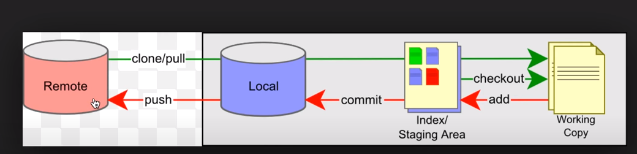 clone/pull
Remote
Local
checkout
push
commit
add
Index/
Staging Area
Working
Copy